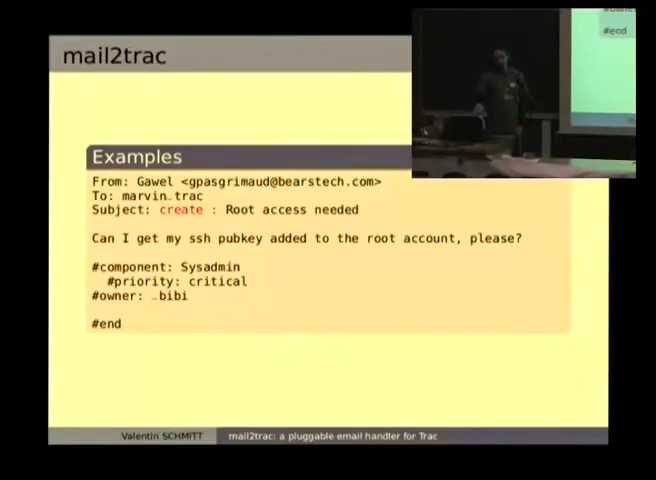 mail2trac
#end
Examples
From: Gawel <gpasgrimaud@bearstech.com>
To: marvin_trac
Subject: create : Root access needed
Can I get my ssh pubkey added to the root account, please?
#component: Sysadmin
#priority: critical
#owner: _bibi
#end
Valentin SCHMITT mail2trac: a pluggable email handler for Trac